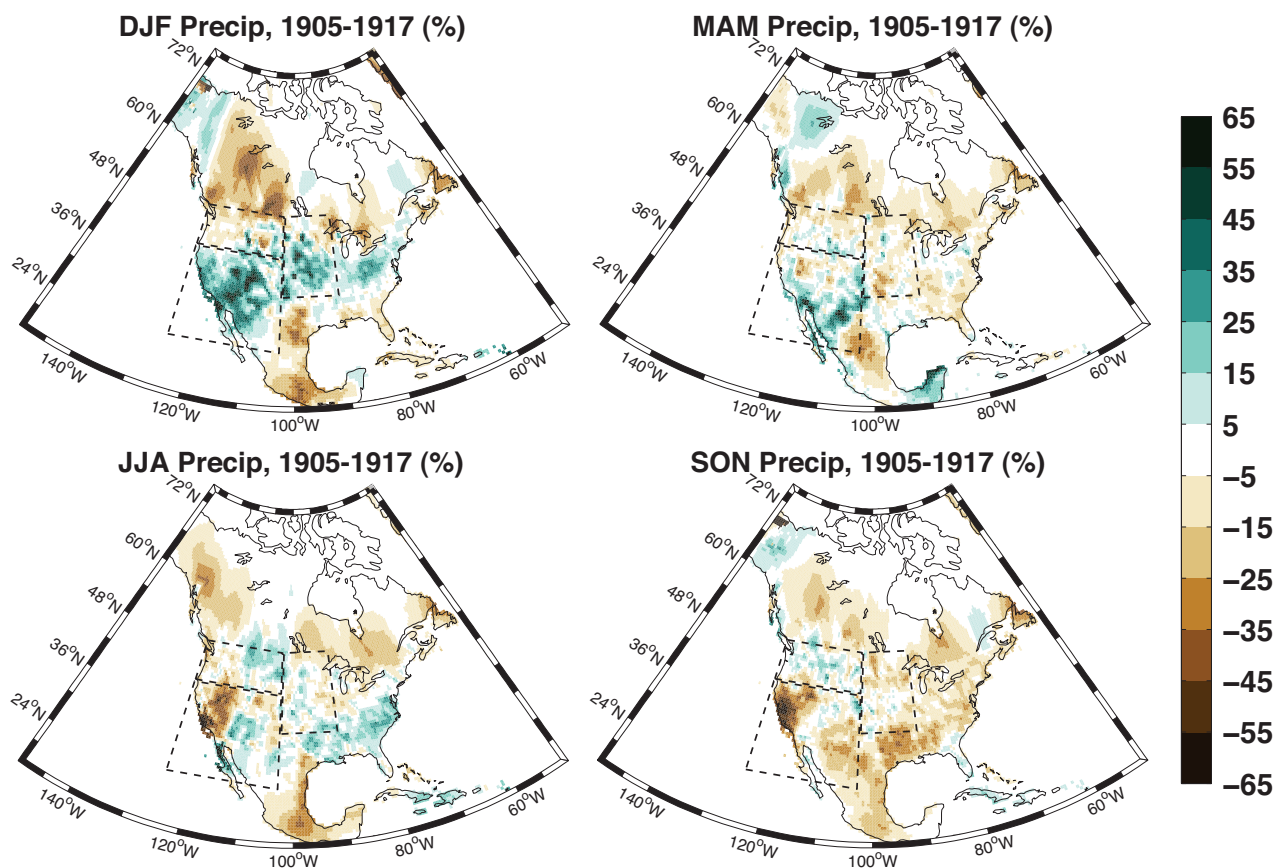 DJF Precip, 1905-1917 (%)
72°N
60°N
48°N
36°N
24°N
140°W
120°W
100°W
80°W
60°W
MAM Precip, 1905-1917 (%)
72°N
60°N
48°N
36°N
24°N
140°W
120°W
100°W
80°W
60°W
JJA Precip, 1905-1917 (%)
72°N
60°N
48°N
36°N
24°N
140°W
120°W
100°W
80°W
60°W
SON Precip, 1905-1917 (%)
72°N
60°N
48°N
36°N
24°N
140°W
120°W
100°W
80°W
60°W
65
55
45
35
25
15
5
−5
−15
−25
−35
−45
−55
−65